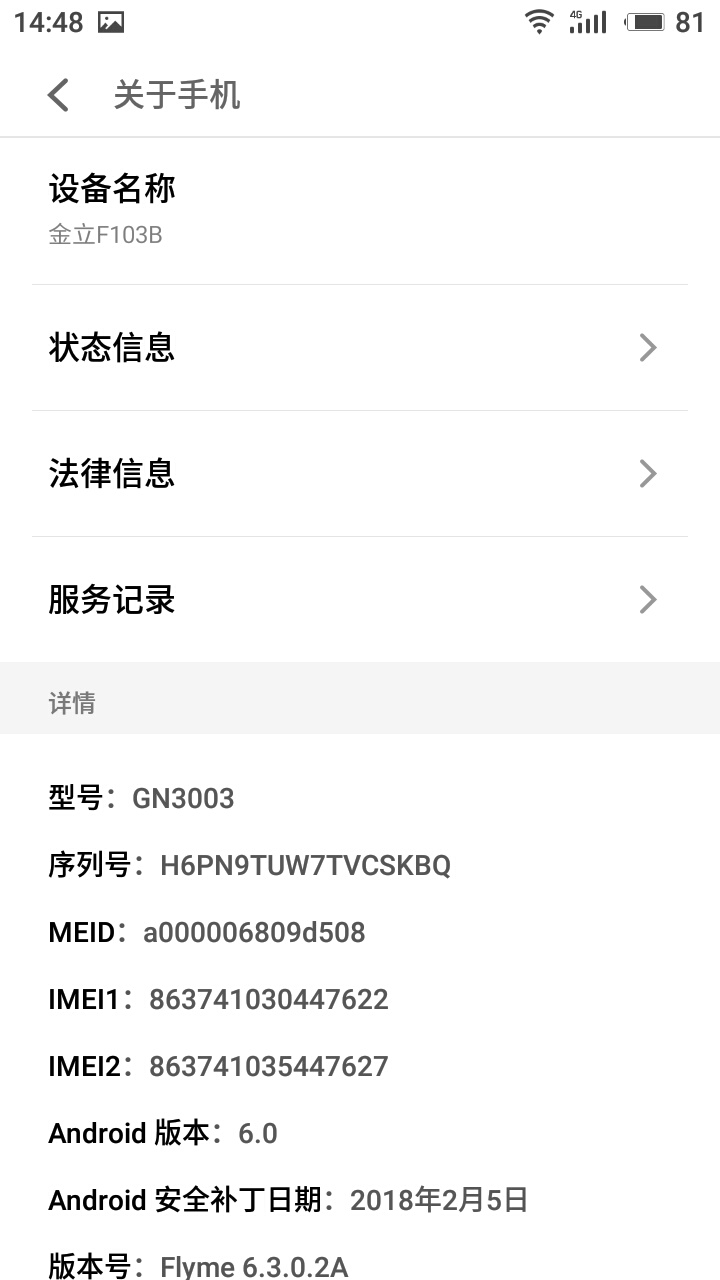 14:48 4G 81
关于手机
设备名称
金立F103B
状态信息
法律信息
服务记录
详情
型号：GN3003
序列号：H6PN9TUW7TVCSKBQ
MEID：a000006809d508
IMEI1：863741030447622
IMEI2：863741035447627
Android 版本：6.0
Android 安全补丁日期：2018年2月5日
版本号：Flyme 6.3.0.2A